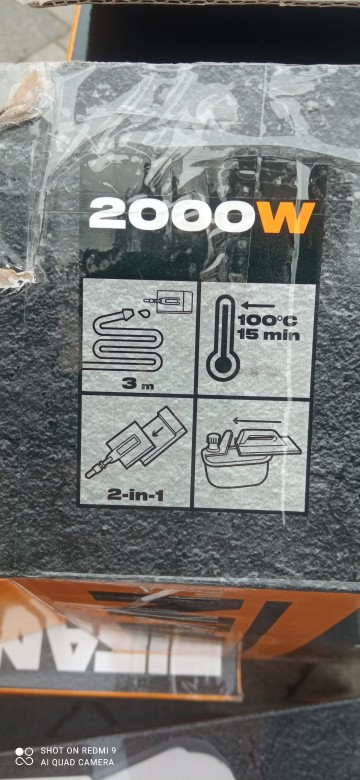 2000W
100°C
15 min
3 m
2-in-1
SHOT ON REDMI 9
AI QUAD CAMERA